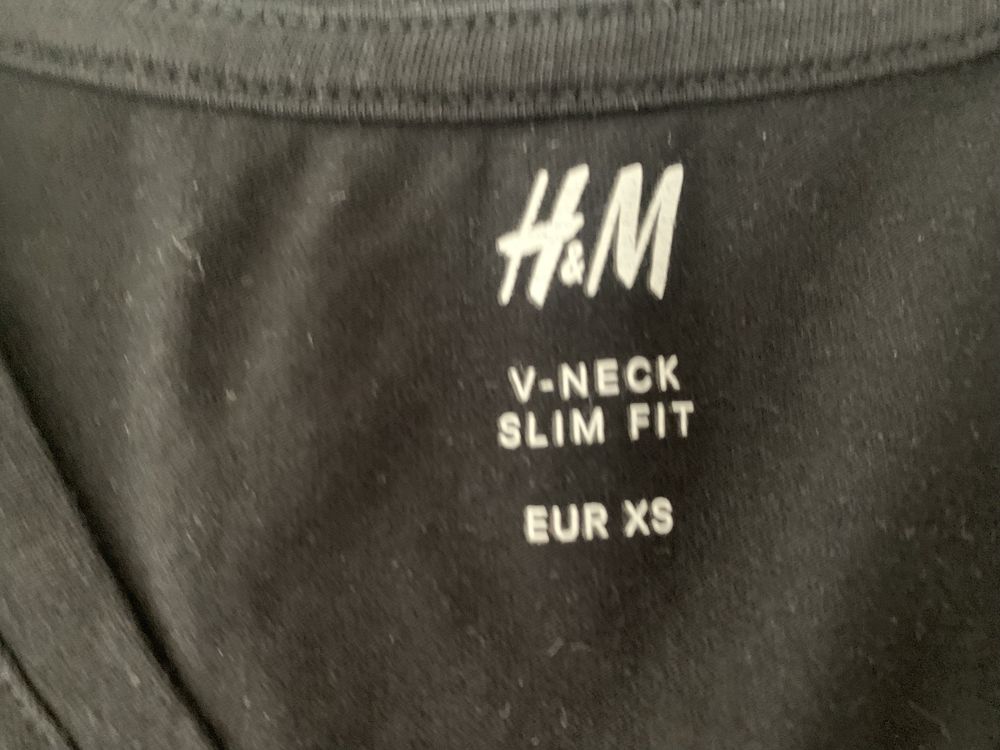 H&M
V-NECK
SLIM FIT
EUR XS